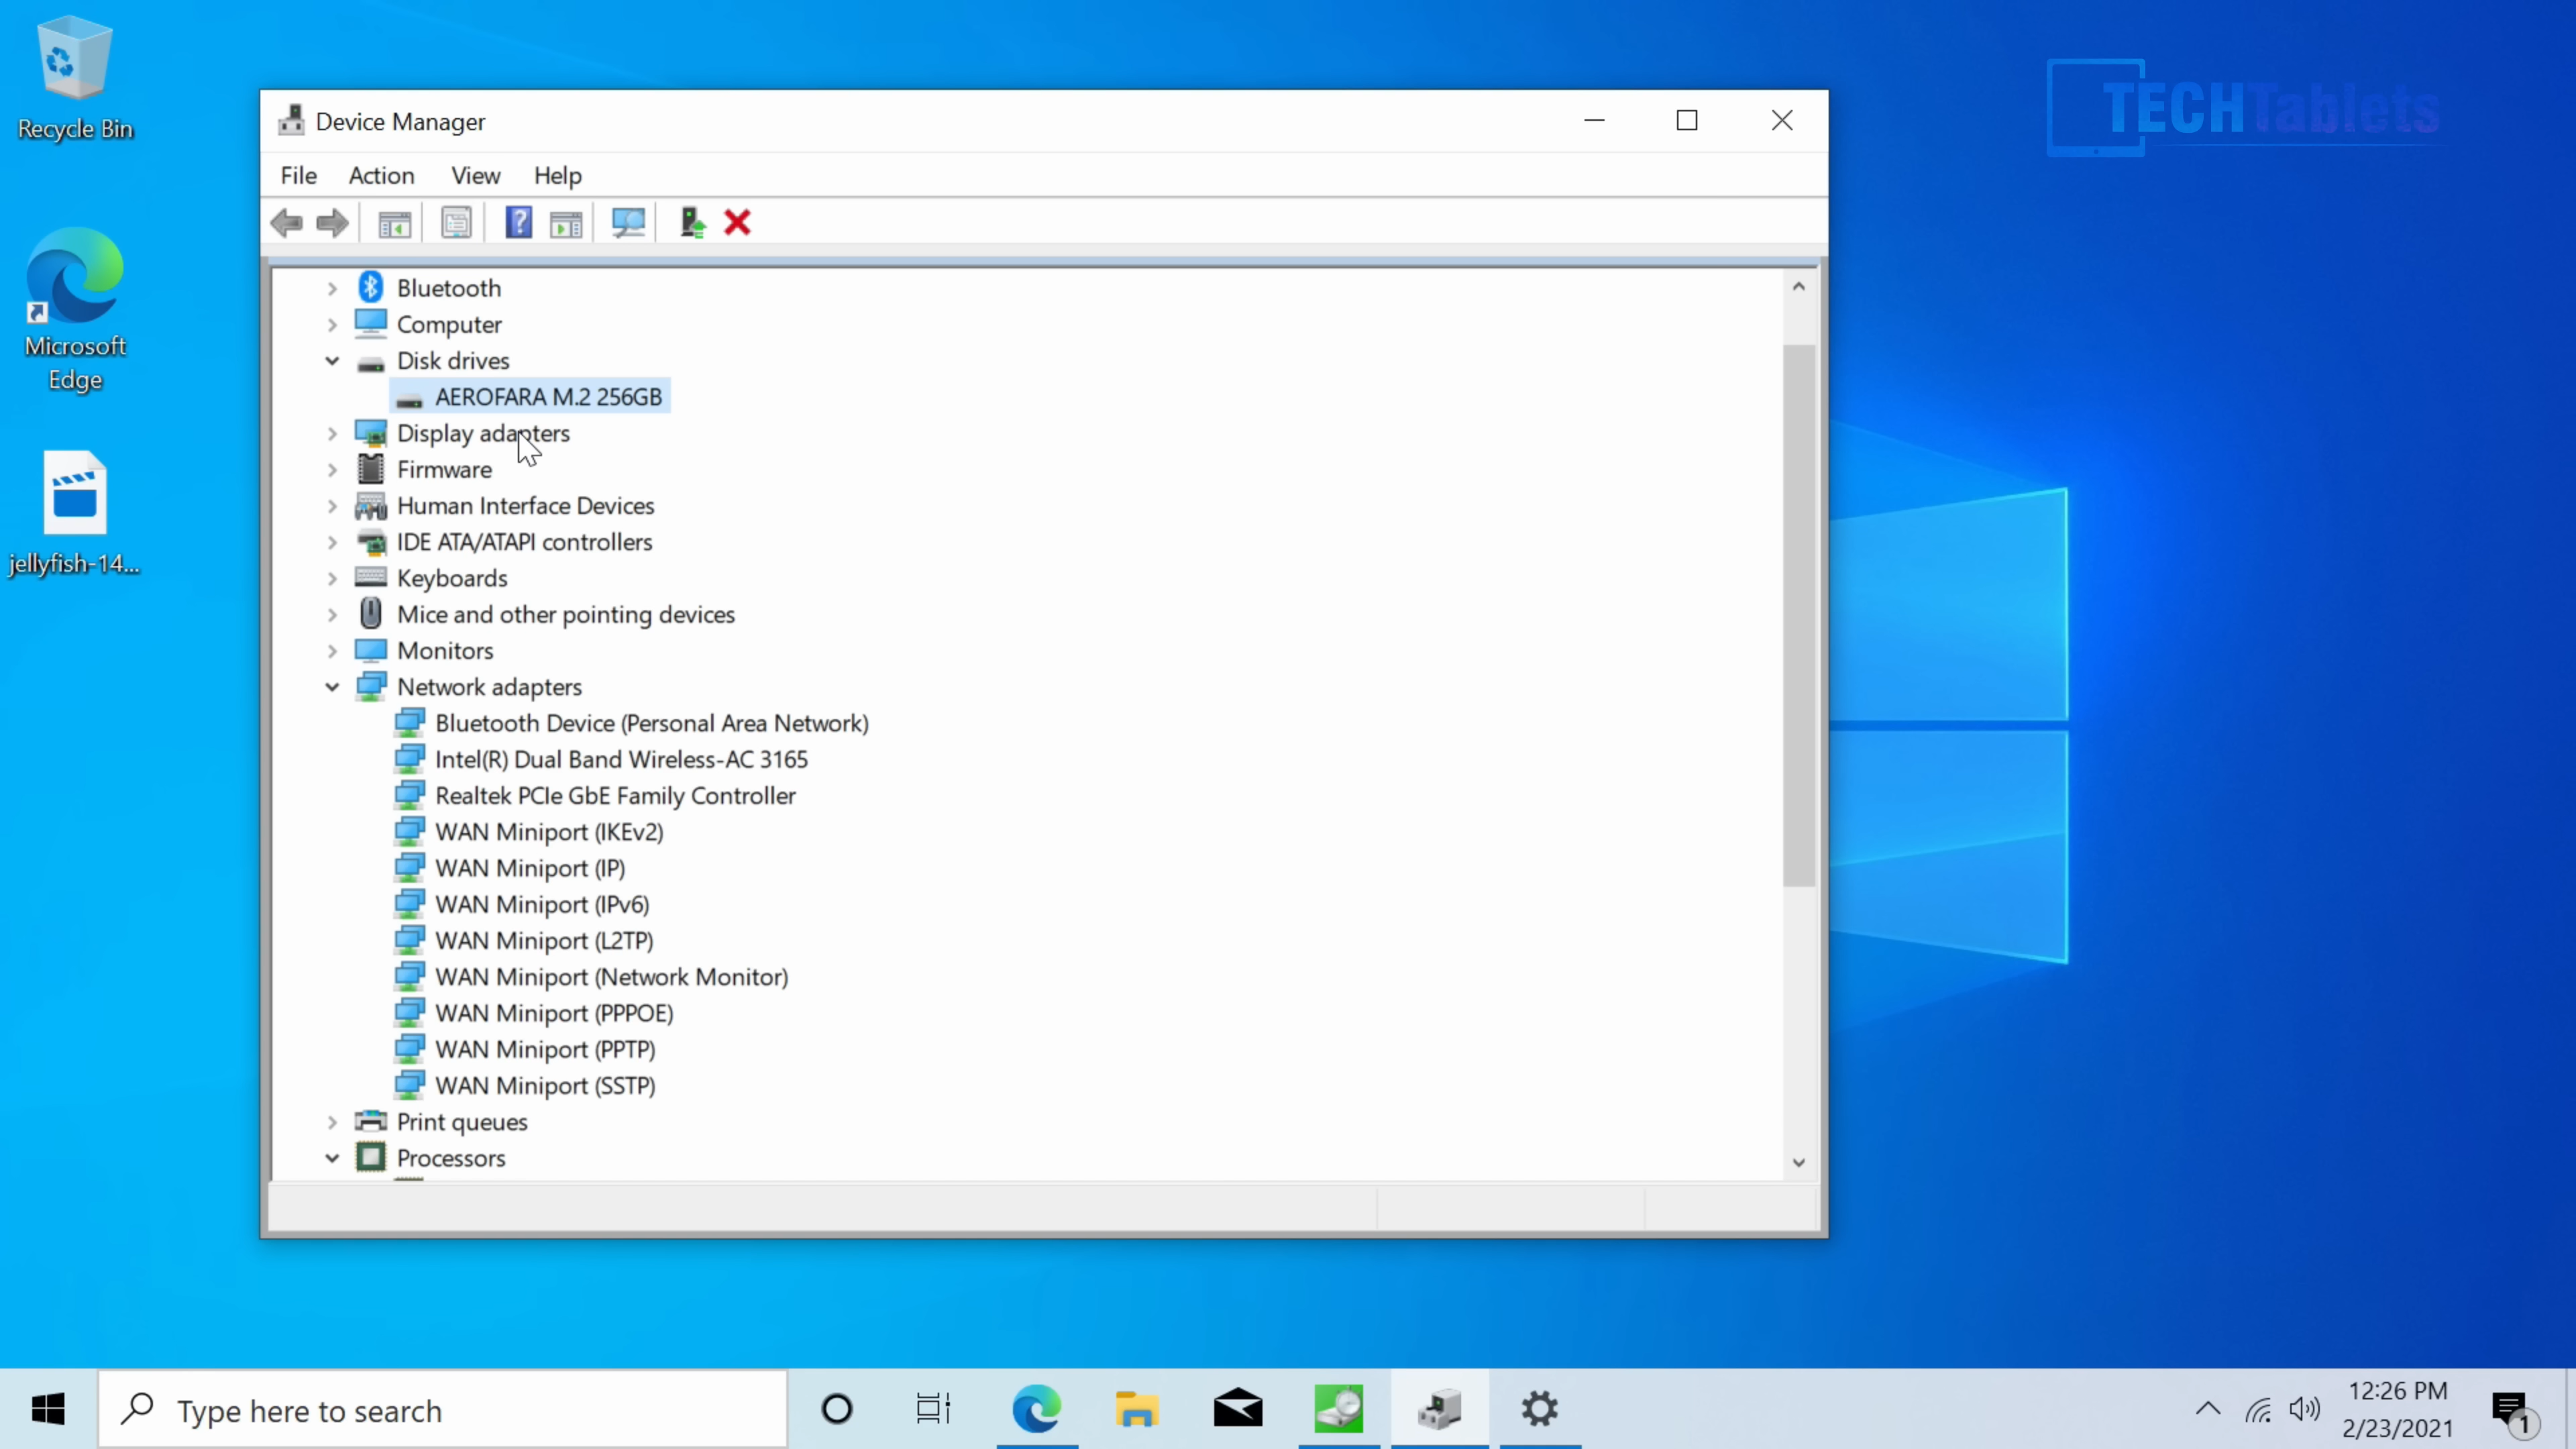 Recycle Bin
Microsoft
Edge
jellyfish-14...
TECHTablets
Device Manager
File Action View Help
Bluetooth
Computer
Disk drives
AEROFARA M.2 256GB
Display adapters
Firmware
Human Interface Devices
IDE ATA/ATAPI controllers
Keyboards
Mice and other pointing devices
Monitors
Network adapters
Bluetooth Device (Personal Area Network)
Intel(R) Dual Band Wireless-AC 3165
Realtek PCIe GbE Family Controller
WAN Miniport (IKEv2)
WAN Miniport (IP)
WAN Miniport (IPv6)
WAN Miniport (L2TP)
WAN Miniport (Network Monitor)
WAN Miniport (PPPOE)
WAN Miniport (PPTP)
WAN Miniport (SSTP)
Print queues
Processors
Type here to search
12:26 PM
2/23/2021
1